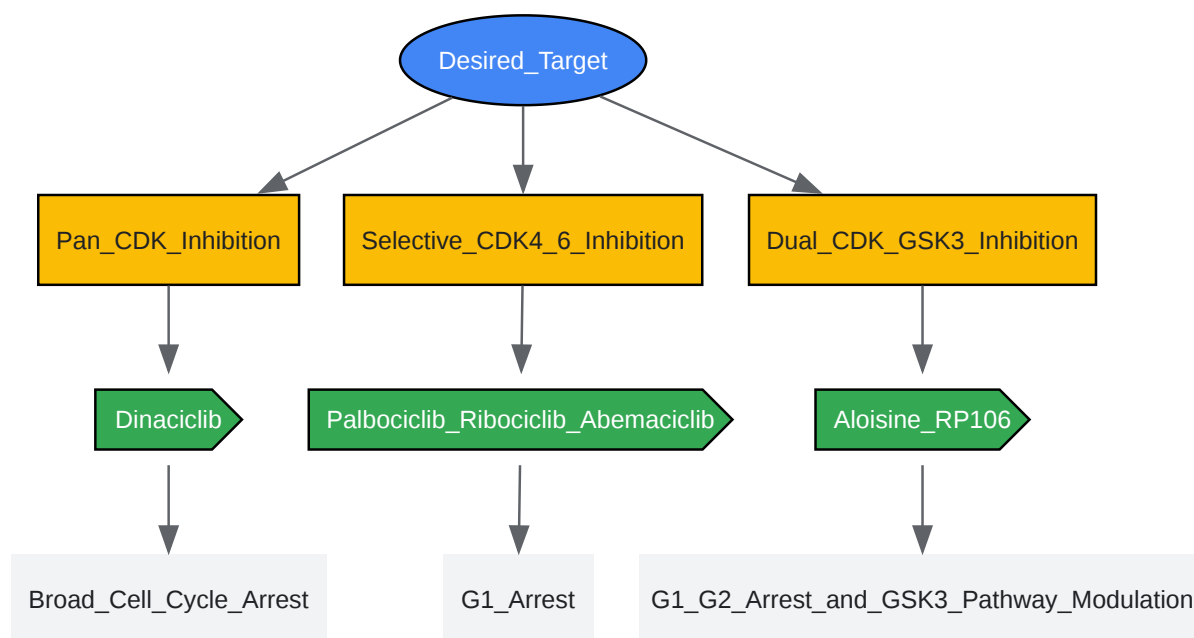 Desired_Target
Pan_CDK_Inhibition
Selective_CDK4_6_Inhibition
Dual_CDK_GSK3_Inhibition
Dinaciclib
Palbociclib_Ribociclib_Abemaciclib
Aloisine_RP106
Broad_Cell_Cycle_Arrest
G1_Arrest
G1_G2_Arrest_and_GSK3_Pathway_Modulation